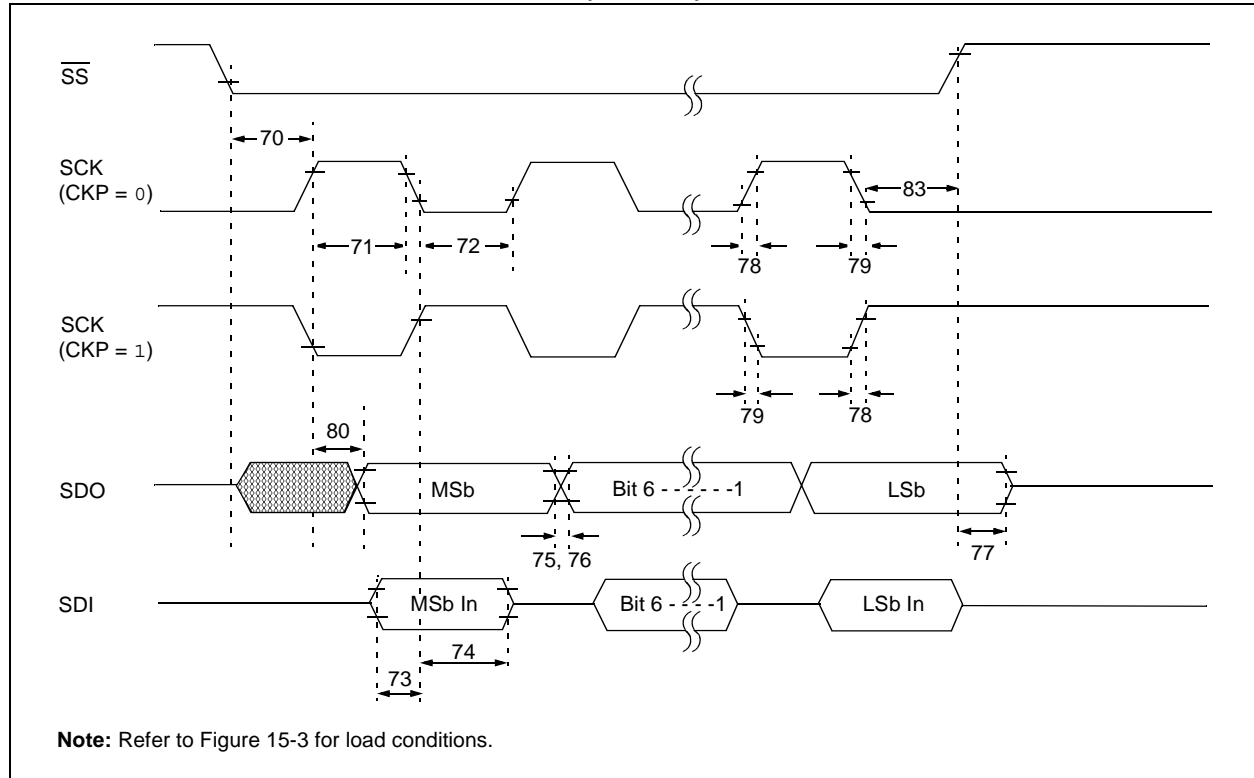 SS
70
SCK
(CKP = 0)
83
71
72
78
79
SCK
(CKP = 1)
79
78
80
SDO
MSb
Bit 6 - - - - - -1
LSb
75, 76
77
SDI
MSb In
Bit 6 - - - - -1
LSb In
74
73
Note: Refer to Figure 15-3 for load conditions.